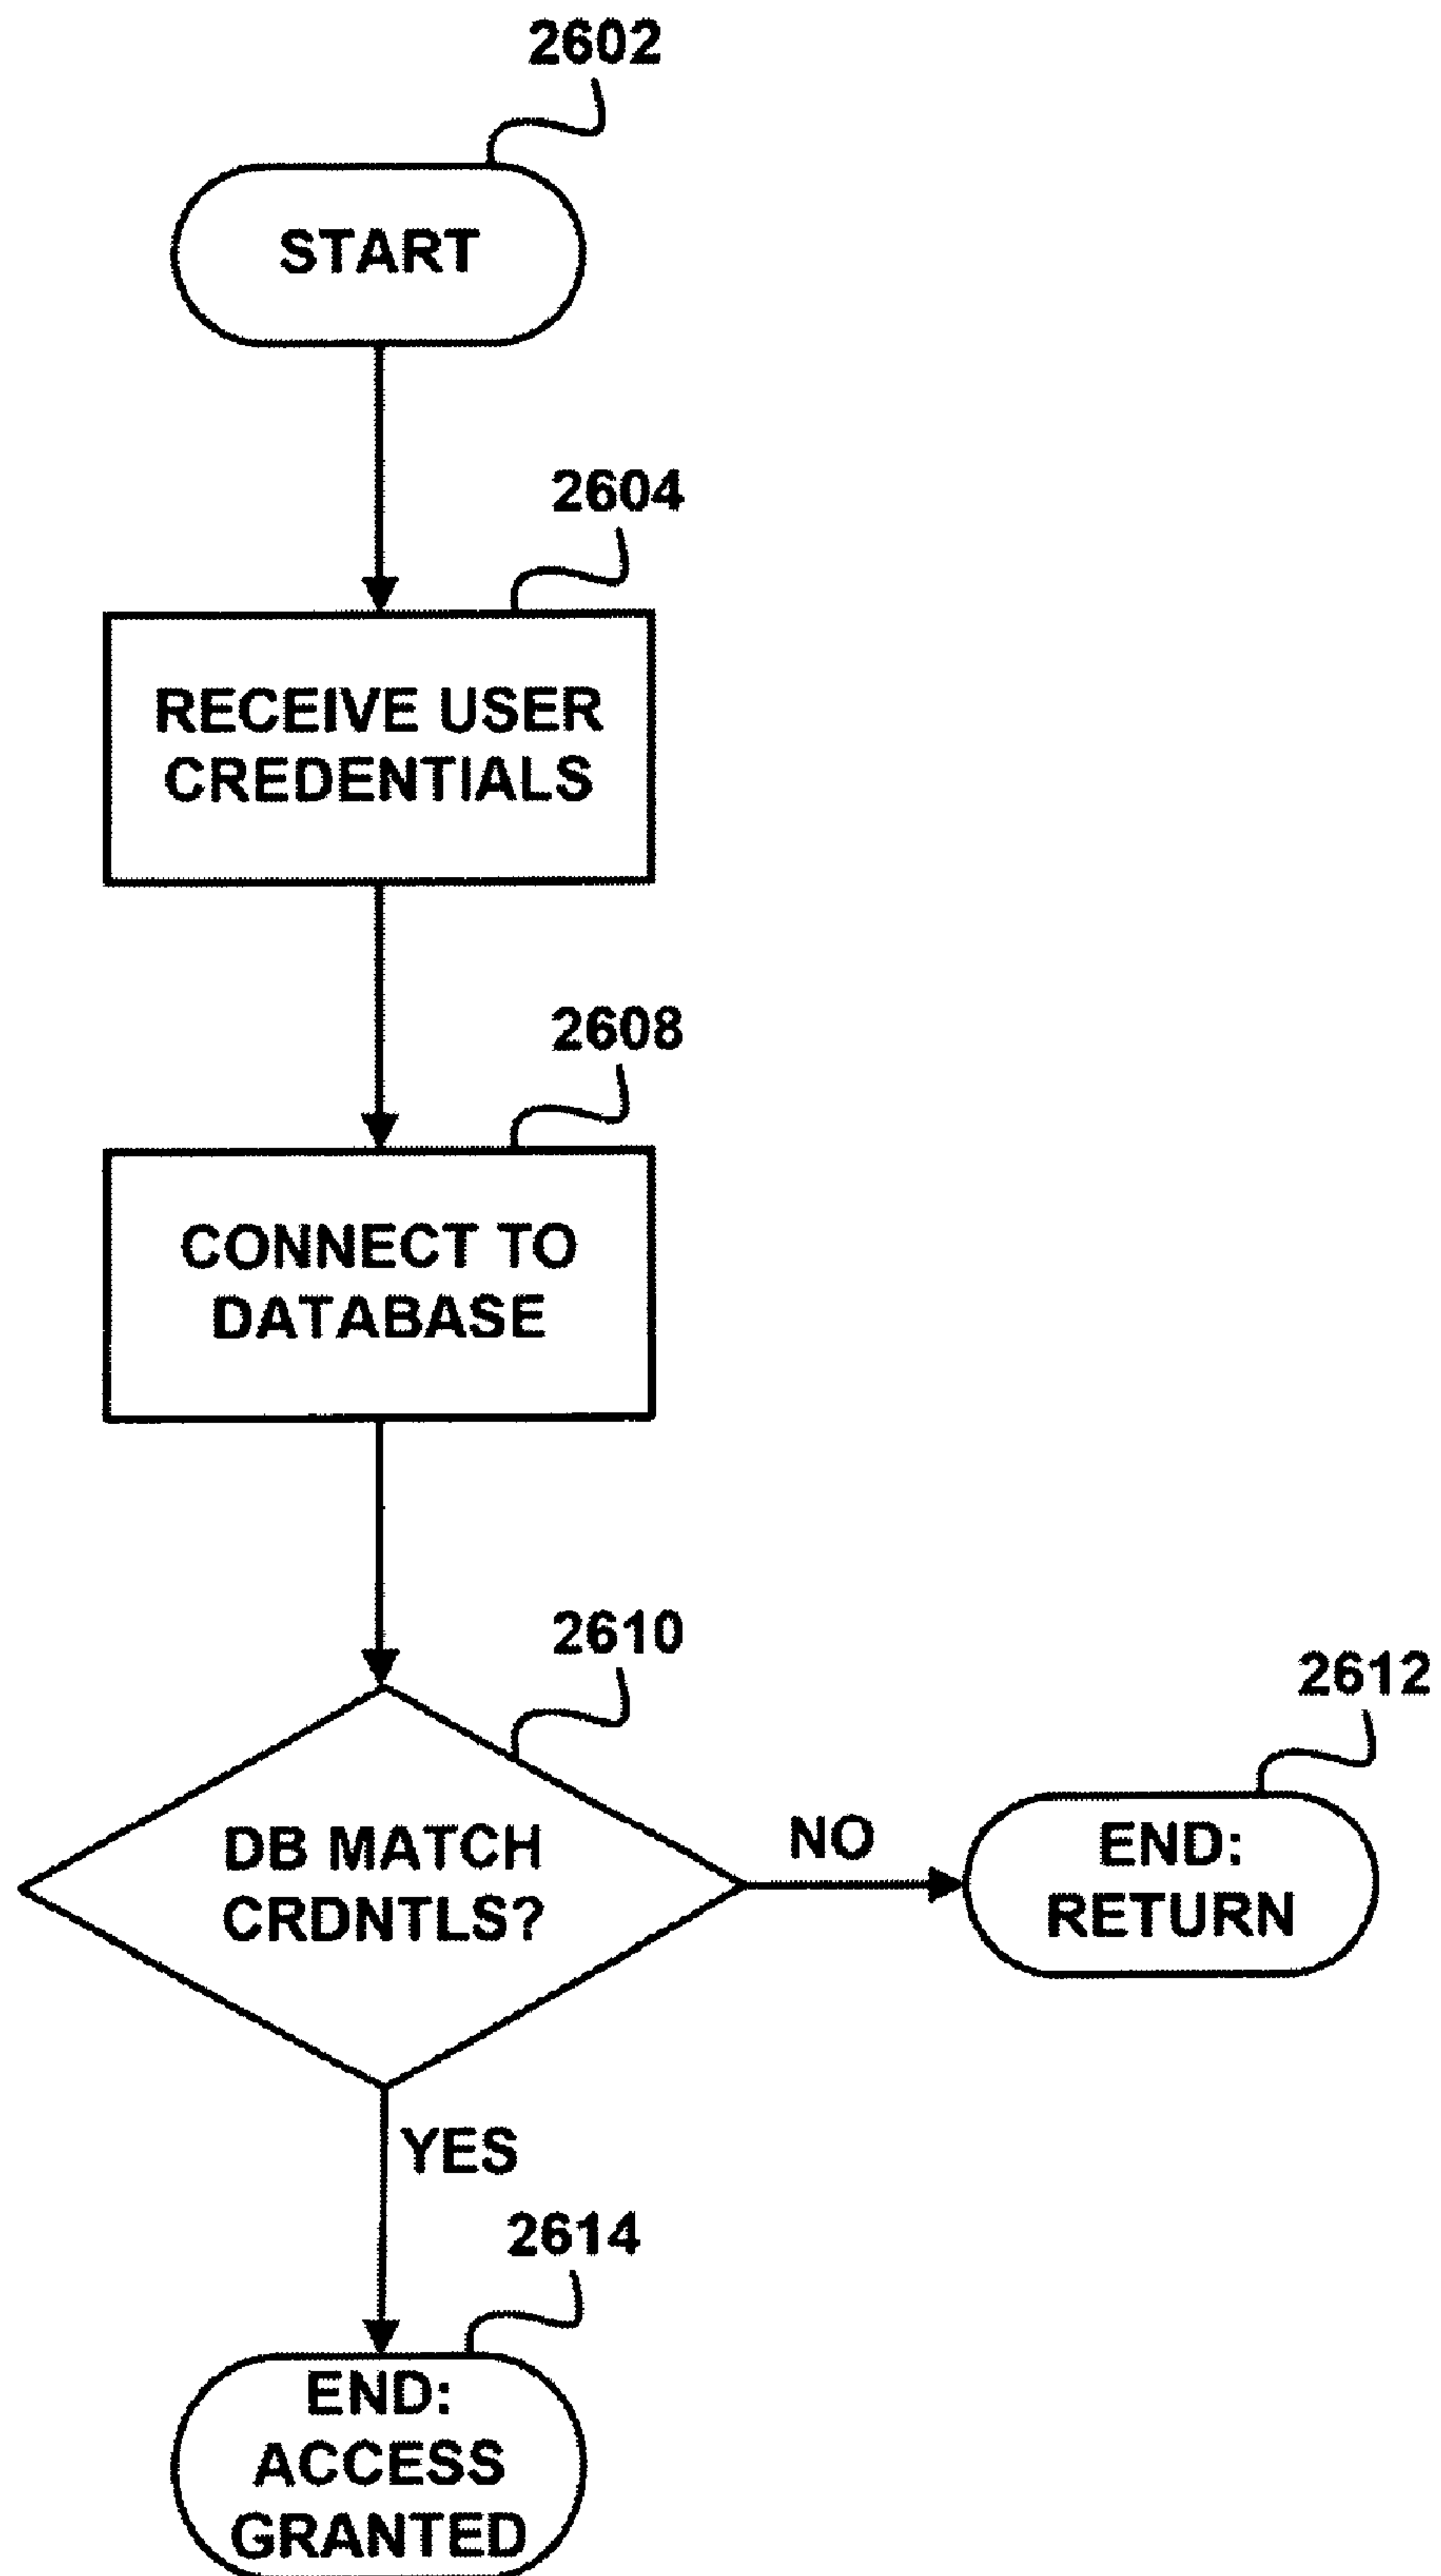 2602
START
2604
RECEIVE USER
CREDENTIALS
2608
CONNECT TO
DATABASE
2610
DB MATCH
CRDNTLS?
NO
2612
END:
RETURN
YES
2614
END:
ACCESS
GRANTED